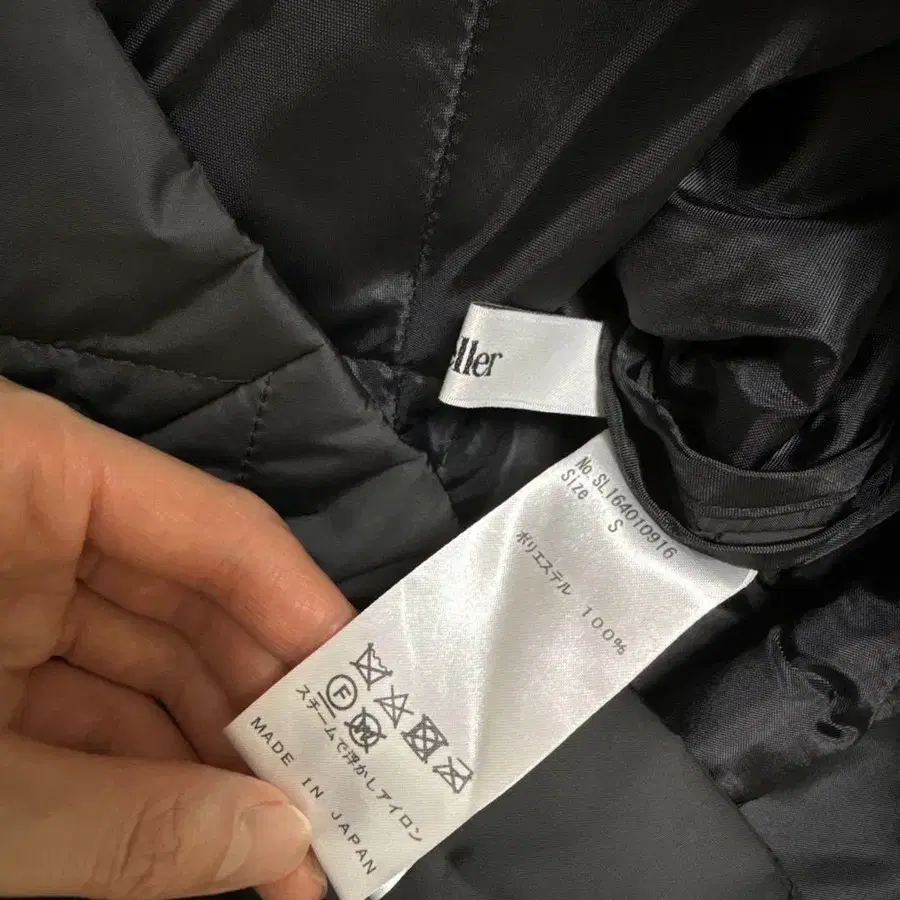 eller
No.SL164010916
Size S
ポリエステル 100%
F
W
スチームで浮かしアイロン
MADE IN JAPAN